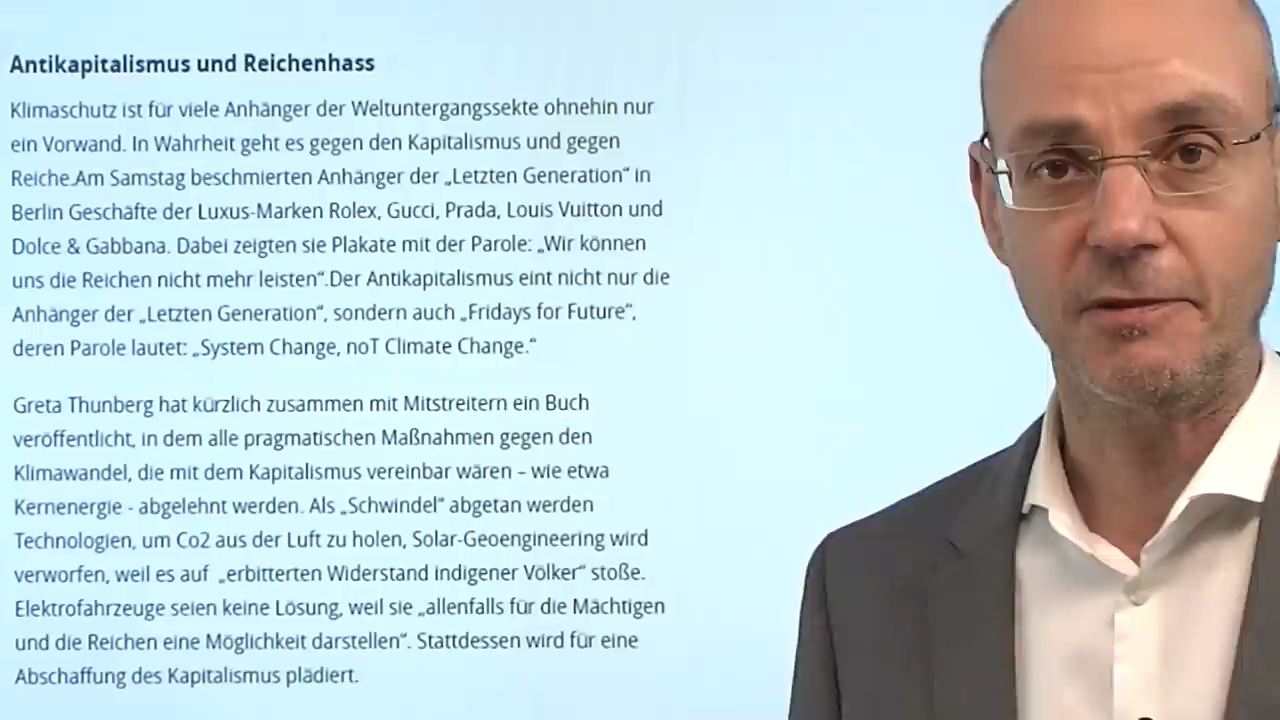 Antikapitalismus und Reichenhass
Klimaschutz ist für viele Anhänger der Weltuntergangssekte ohnehin nur
ein Vorwand. In Wahrheit geht es gegen den Kapitalismus und gegen
Reiche.Am Samstag beschmierten Anhänger der „Letzten Generation“ in
Berlin Geschäfte der Luxus-Marken Rolex, Gucci, Prada, Louis Vuitton und
Dolce & Gabbana. Dabei zeigten sie Plakate mit der Parole: „Wir können
uns die Reichen nicht mehr leisten“.Der Antikapitalismus eint nicht nur die
Anhänger der „Letzten Generation“, sondern auch „Fridays for Future“,
deren Parole lautet: „System Change, noT Climate Change.“
Greta Thunberg hat kürzlich zusammen mit Mitstreitern ein Buch
veröffentlicht, in dem alle pragmatischen Maßnahmen gegen den
Klimawandel, die mit dem Kapitalismus vereinbar wären – wie etwa
Kernenergie - abgelehnt werden. Als „Schwindel“ abgetan werden
Technologien, um Co2 aus der Luft zu holen, Solar-Geoengineering wird
verworfen, weil es auf „erbitterten Widerstand indigener Völker“ stoße.
Elektrofahrzeuge seien keine Lösung, weil sie „allenfalls für die Mächtigen
und die Reichen eine Möglichkeit darstellen“. Stattdessen wird für eine
Abschaffung des Kapitalismus plädiert.